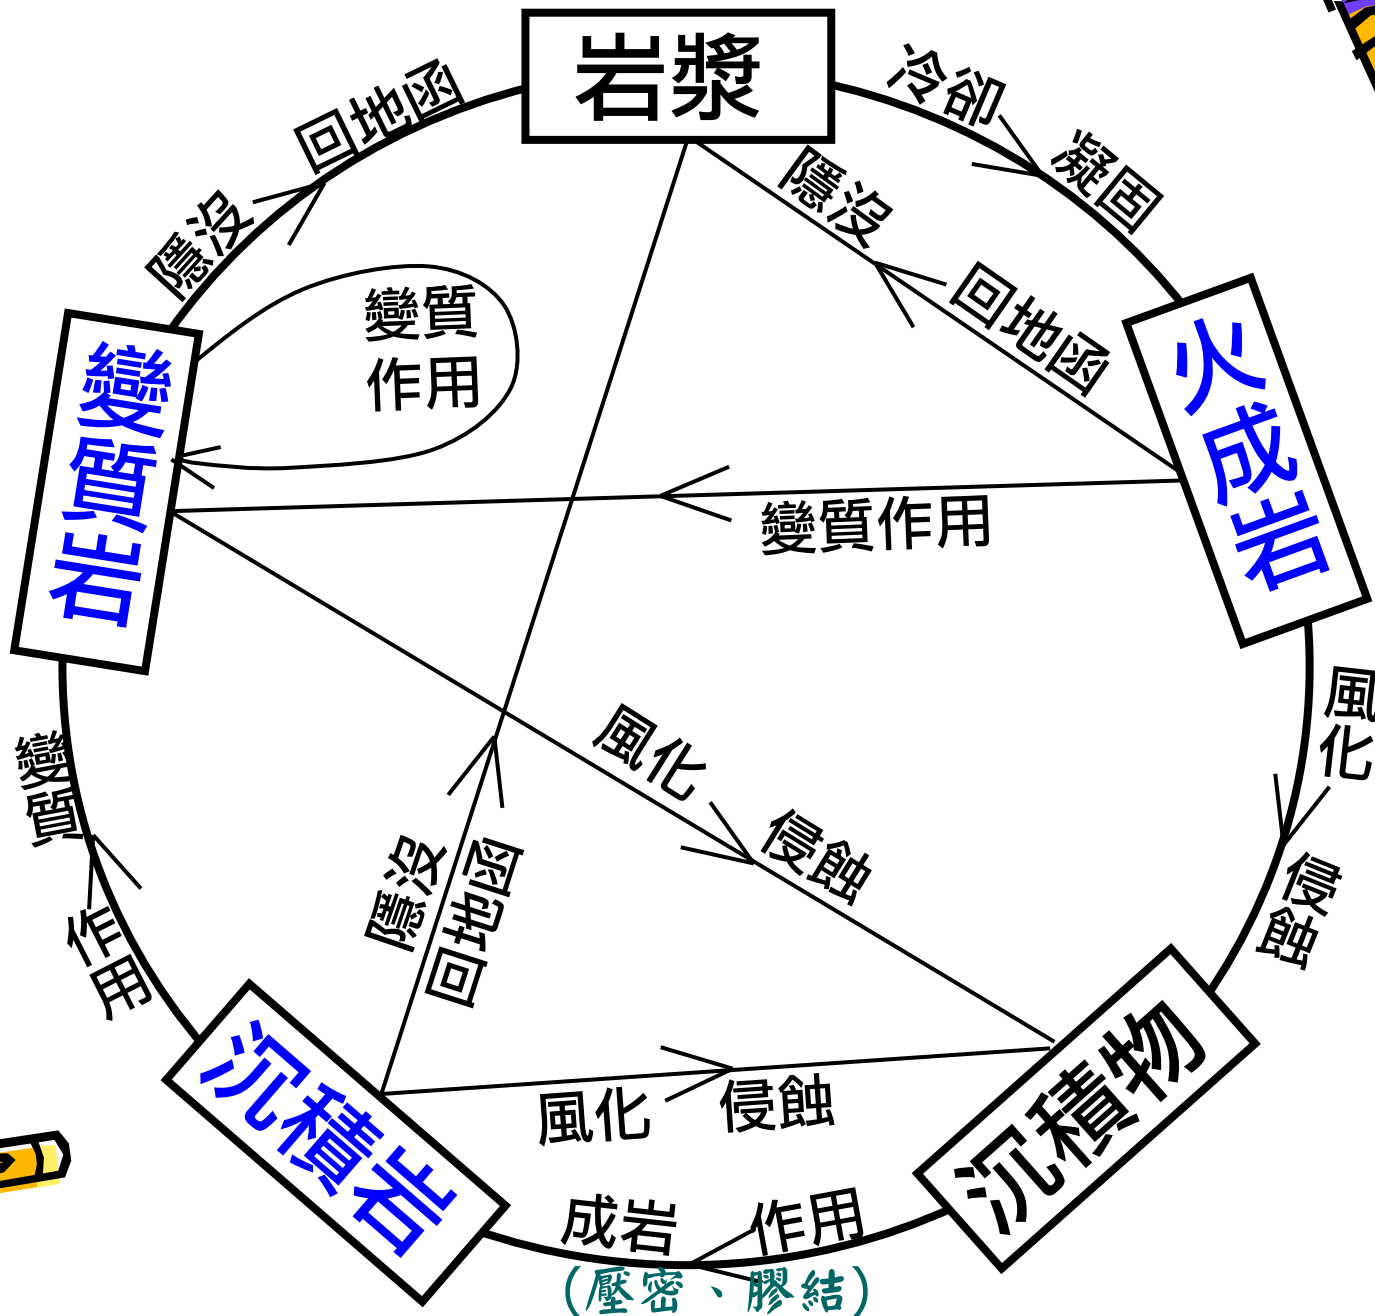 岩漿
冷卻
凝固
回地函
隱沒
隱沒
回地函
變質
作用
變質岩
火成岩
變質作用
風化
侵蝕
風化
侵蝕
變質
作用
隱沒
回地函
沉積岩
沉積物
風化
侵蝕
成岩
作用
(壓密、膠結)